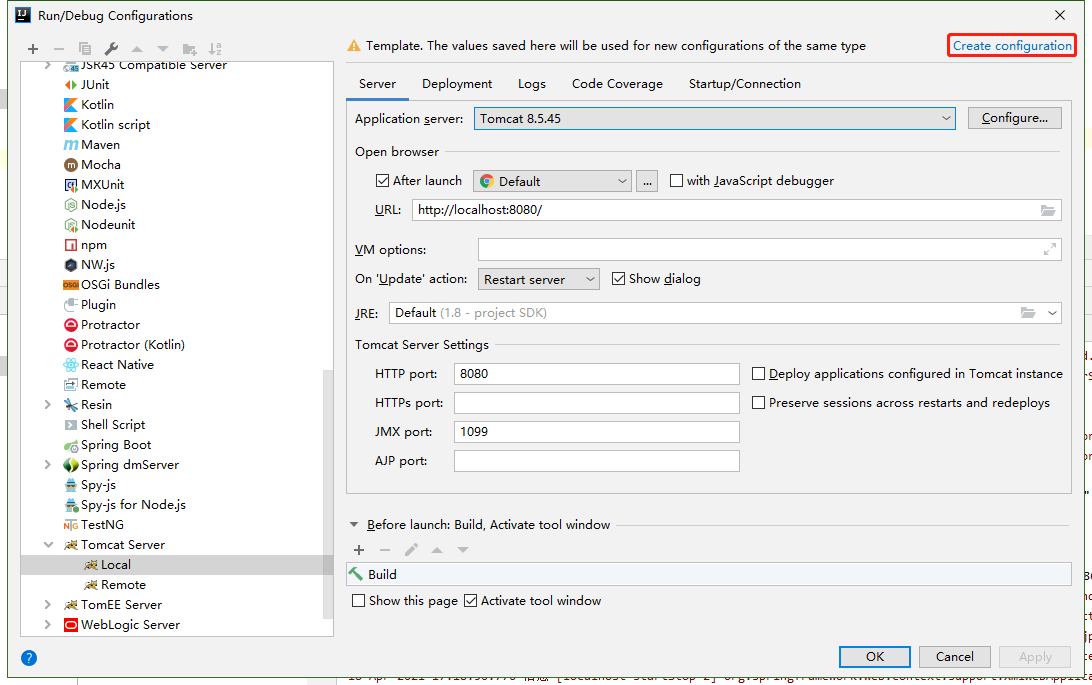 Run/Debug Configurations
Template. The values saved here will be used for new configurations of the same type
Create configuration
JSR45 Compatible Server
JUnit
Kotlin
Kotlin script
Maven
Mocha
MXUnit
Node.js
Nodeunit
npm
NW.js
OSGi Bundles
Plugin
Protractor
Protractor (Kotlin)
React Native
Remote
Resin
Shell Script
Spring Boot
Spring dmServer
Spy-js
Spy-js for Node.js
TestNG
Tomcat Server
Local
Remote
TomEE Server
WebLogic Server
Server Deployment Logs Code Coverage Startup/Connection
Application server: Tomcat 8.5.45 Configure...
Open browser
After launch Default ... with JavaScript debugger
URL: http://localhost:8080/
VM options:
On 'Update' action: Restart server Show dialog
JRE: Default (1.8 - project SDK)
Tomcat Server Settings
HTTP port: 8080 Deploy applications configured in Tomcat instance
HTTPs port: Preserve sessions across restarts and redeploys
JMX port: 1099
AJP port:
Before launch: Build, Activate tool window
Build
Show this page Activate tool window
? OK Cancel Apply